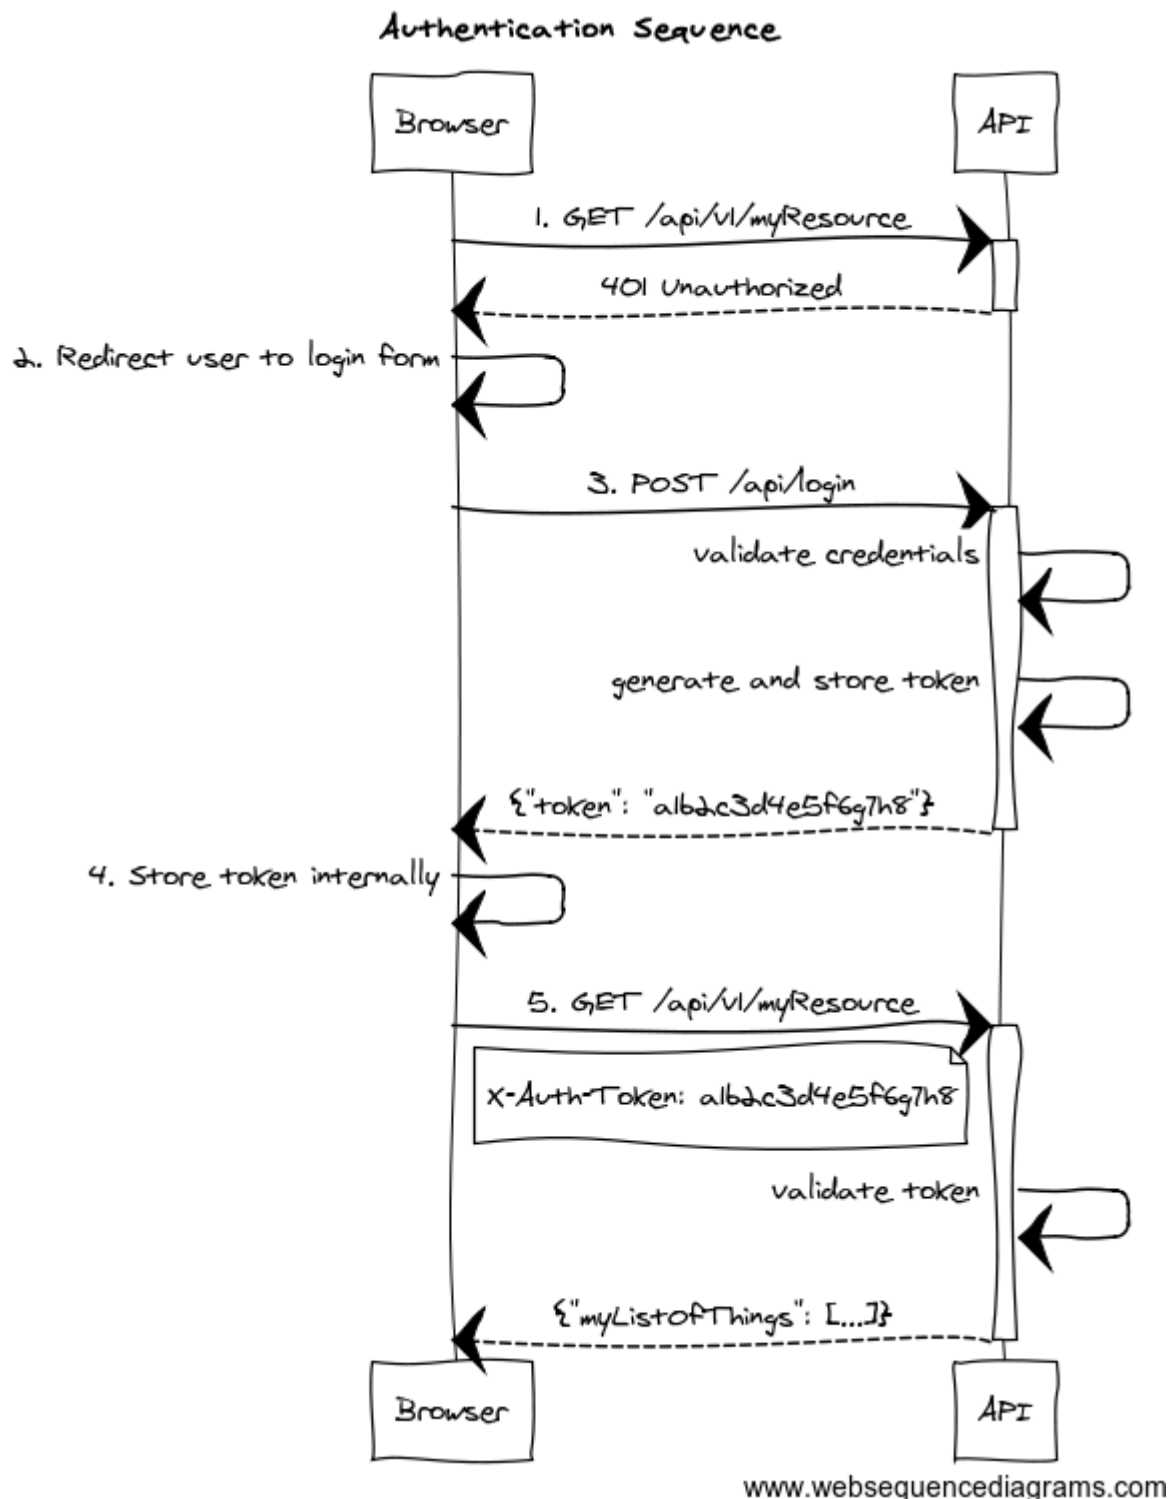 Authentication Sequence
Browser
API
1. GET /api/v1/myResource
401 Unauthorized
2. Redirect user to login form
3. POST /api/login
validate credentials
generate and store token
{"token": "a1b2c3d4e5f6g7h8"}
4. Store token internally
5. GET /api/v1/myResource
X-Auth-Token: a1b2c3d4e5f6g7h8
validate token
{"myListOfThings": [...]}
Browser
API
www.websequencediagrams.com